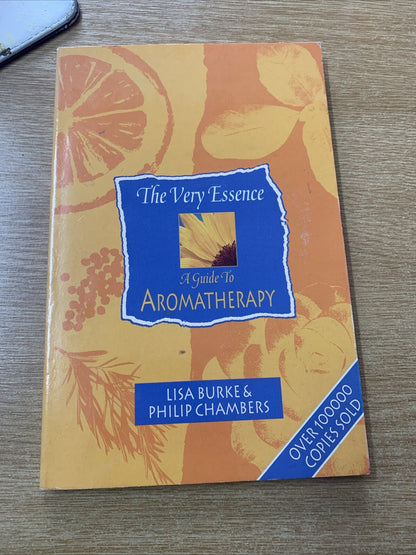 The Very Essence
A Guide To
AROMATHERAPY
LISA BURKE &
PHILIP CHAMBERS
OVER 100000
COPIES SOLD